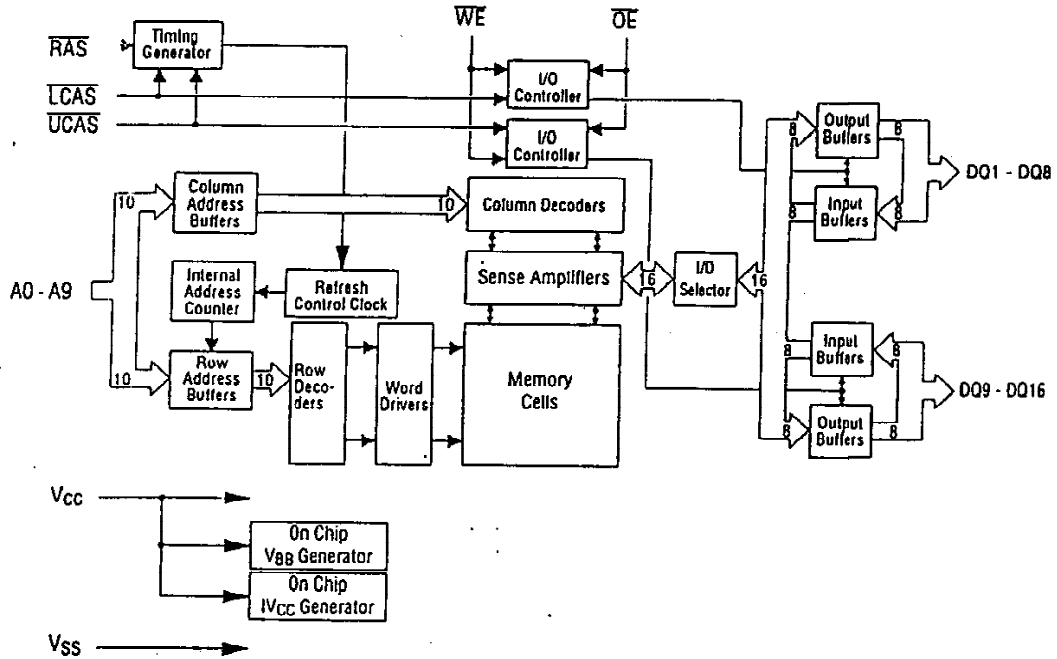 WE
OE
RAS
Timing
Generator
LCAS
UCAS
I/O
Controller
I/O
Controller
8
Output
Buffers
8
DQ1 - DQ8
8
Input
Buffers
8
10
Column
Address
Buffers
10
Column Decoders
A0 - A9
Internal
Address
Counter
Refresh
Control Clock
Sense Amplifiers
16
I/O
Selector
16
10
Row
Address
Buffers
10
Row
Deco-
ders
Word
Drivers
Memory
Cells
8
Input
Buffers
8
DQ9 - DQ16
8
Output
Buffers
8
VCC
On Chip
VBB Generator
On Chip
IVCC Generator
VSS